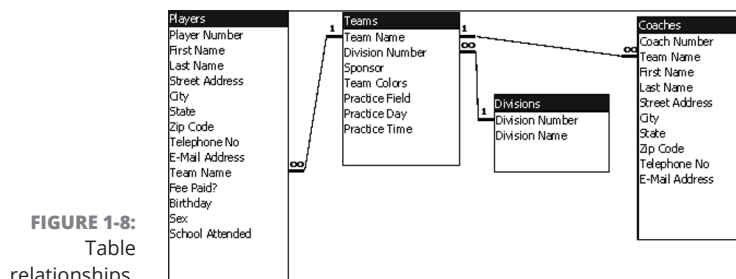 Players
Player Number
First Name
Last Name
Street Address
City
State
Zip Code
Telephone No
E-Mail Address
Team Name
Fee Paid?
Birthday
Sex
School Attended
1
∞
Teams
Team Name
Division Number
Sponsor
Team Colors
Practice Field
Practice Day
Practice Time
1
∞
Divisions
Division Number
Division Name
1
Coaches
Coach Number
Team Name
First Name
Last Name
Street Address
City
State
Zip Code
Telephone No
E-Mail Address
∞
FIGURE 1-8:
Table
relationships.